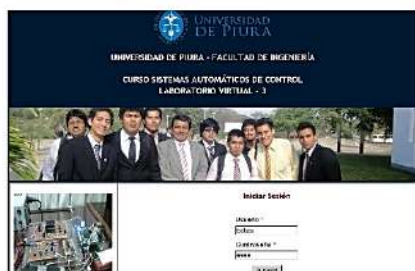 UNIVERSIDAD
DE PIURA
UNIVERSIDAD DE PIURA - FACULTAD DE INGENIERÍA
CURSO SISTEMAS AUTOMÁTICOS DE CONTROL
LABORATORIO VIRTUAL - 3
Iniciar Sesión
Usuario *
Contraseña *